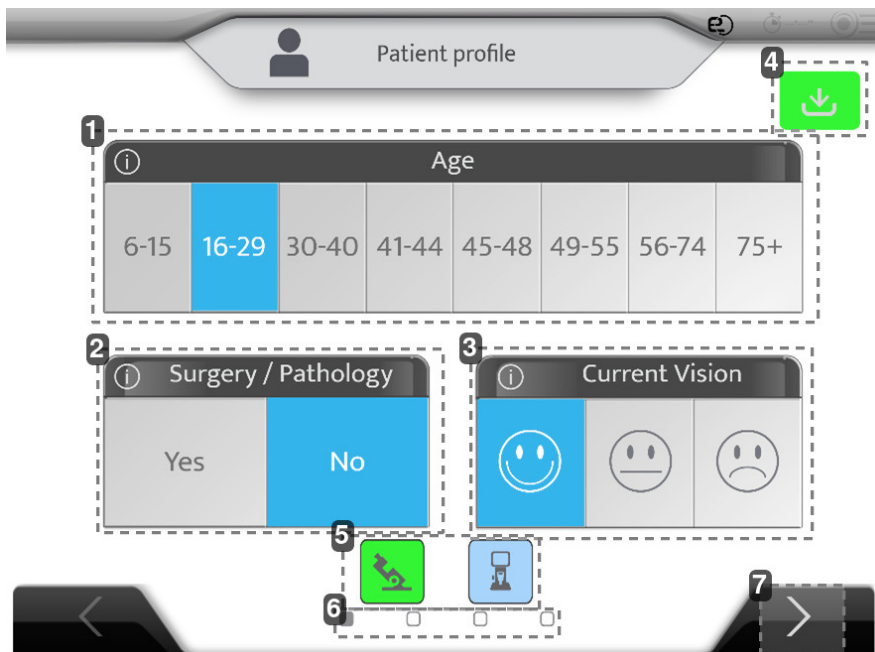 Patient profile
4
1
Age
6-15 16-29 30-40 41-44 45-48 49-55 56-74 75+
2
Surgery / Pathology
Yes No
3
Current Vision
5
6
7